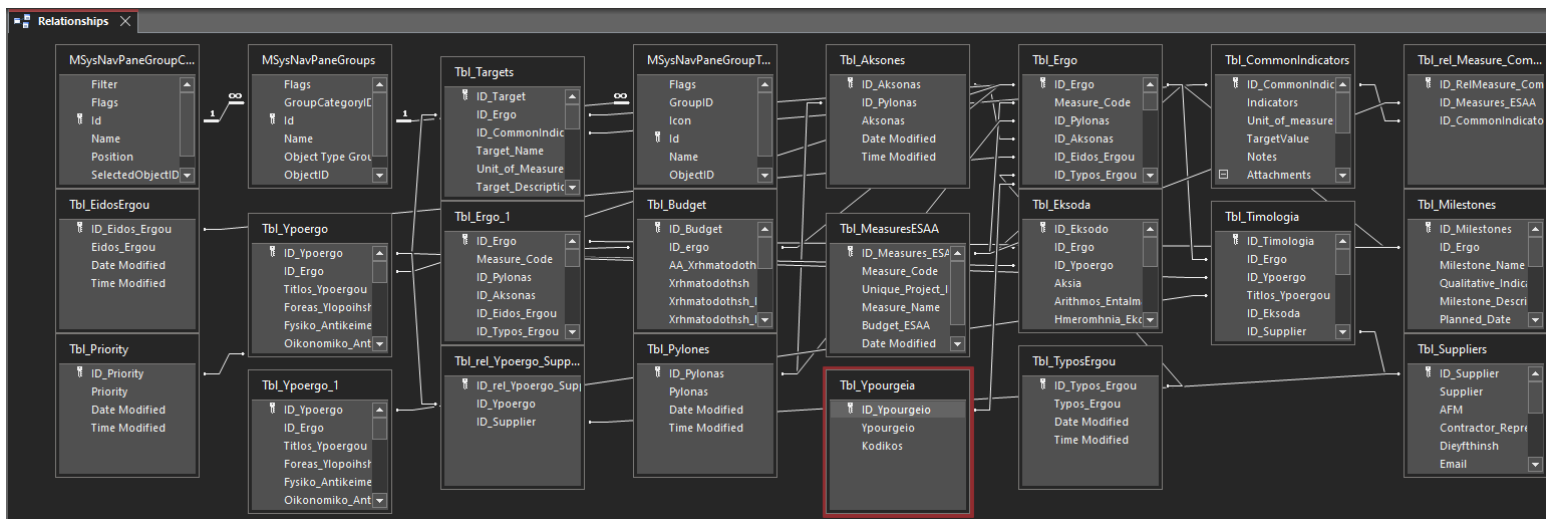 Relationships
MSysNavPaneGroupC...
Filter
Flags
Id
Name
Position
SelectedObjectID
MSysNavPaneGroups
Flags
GroupCategoryID
Id
Name
Object Type Grou
ObjectID
Tbl_Targets
ID_Target
ID_Ergo
ID_CommonIndic
Target_Name
Unit_of_Measure
Target_Descriptic
MSysNavPaneGroupT...
Flags
GroupID
Icon
Id
Name
ObjectID
Tbl_Aksones
ID_Aksonas
ID_Pylonas
Aksonas
Date Modified
Time Modified
Tbl_Ergo
ID_Ergo
Measure_Code
ID_Pylonas
ID_Aksonas
ID_Eidos_Ergou
ID_Typos_Ergou
Tbl_CommonIndicators
ID_CommonIndic
Indicators
Unit_of_measure
TargetValue
Notes
Attachments
Tbl_rel_Measure_Com...
ID_RelMeasure_Com
ID_Measures_ESAA
ID_CommonIndicato
1
∞
1
∞
Tbl_EidosErgou
ID_Eidos_Ergou
Eidos_Ergou
Date Modified
Time Modified
Tbl_Ypoergo
ID_Ypoergo
ID_Ergo
Titlos_Ypoergou
Foreas_Ylopoihsh
Fysiko_Antikeime
Oikonomiko_Ant
Tbl_Ergo_1
ID_Ergo
Measure_Code
ID_Pylonas
ID_Aksonas
ID_Eidos_Ergou
ID_Typos_Ergou
Tbl_Budget
ID_Budget
ID_ergo
AA_Xrhmatodoth
Xrhmatodothsh
Xrhmatodothsh_I
Xrhmatodothsh_I
Tbl_MeasuresESAA
ID_Measures_ESA
Measure_Code
Unique_Project_I
Measure_Name
Budget_ESAA
Date Modified
Tbl_Eksoda
ID_Eksodo
ID_Ergo
ID_Ypoergo
Aksia
Arithmos_Entalm
Hmeromhnia_Ekc
Tbl_Timologia
ID_Timologia
ID_Ergo
ID_Ypoergo
Titlos_Ypoergou
ID_Eksoda
ID_Supplier
Tbl_Milestones
ID_Milestones
ID_Ergo
Milestone_Name
Qualitative_Indic
Milestone_Descri
Planned_Date
Tbl_Priority
ID_Priority
Priority
Date Modified
Time Modified
Tbl_Ypoergo_1
ID_Ypoergo
ID_Ergo
Titlos_Ypoergou
Foreas_Ylopoihsh
Fysiko_Antikeime
Oikonomiko_Ant
Tbl_rel_Ypoergo_Supp...
ID_rel_Ypoergo_Sup
ID_Ypoergo
ID_Supplier
Tbl_Pylones
ID_Pylonas
Pylonas
Date Modified
Time Modified
Tbl_Ypourgeia
ID_Ypourgeio
Ypourgeio
Kodikos
Tbl_TyposErgou
ID_Typos_Ergou
Typos_Ergou
Date Modified
Time Modified
Tbl_Suppliers
ID_Supplier
Supplier
AFM
Contractor_Repre
Dieyfthinsh
Email